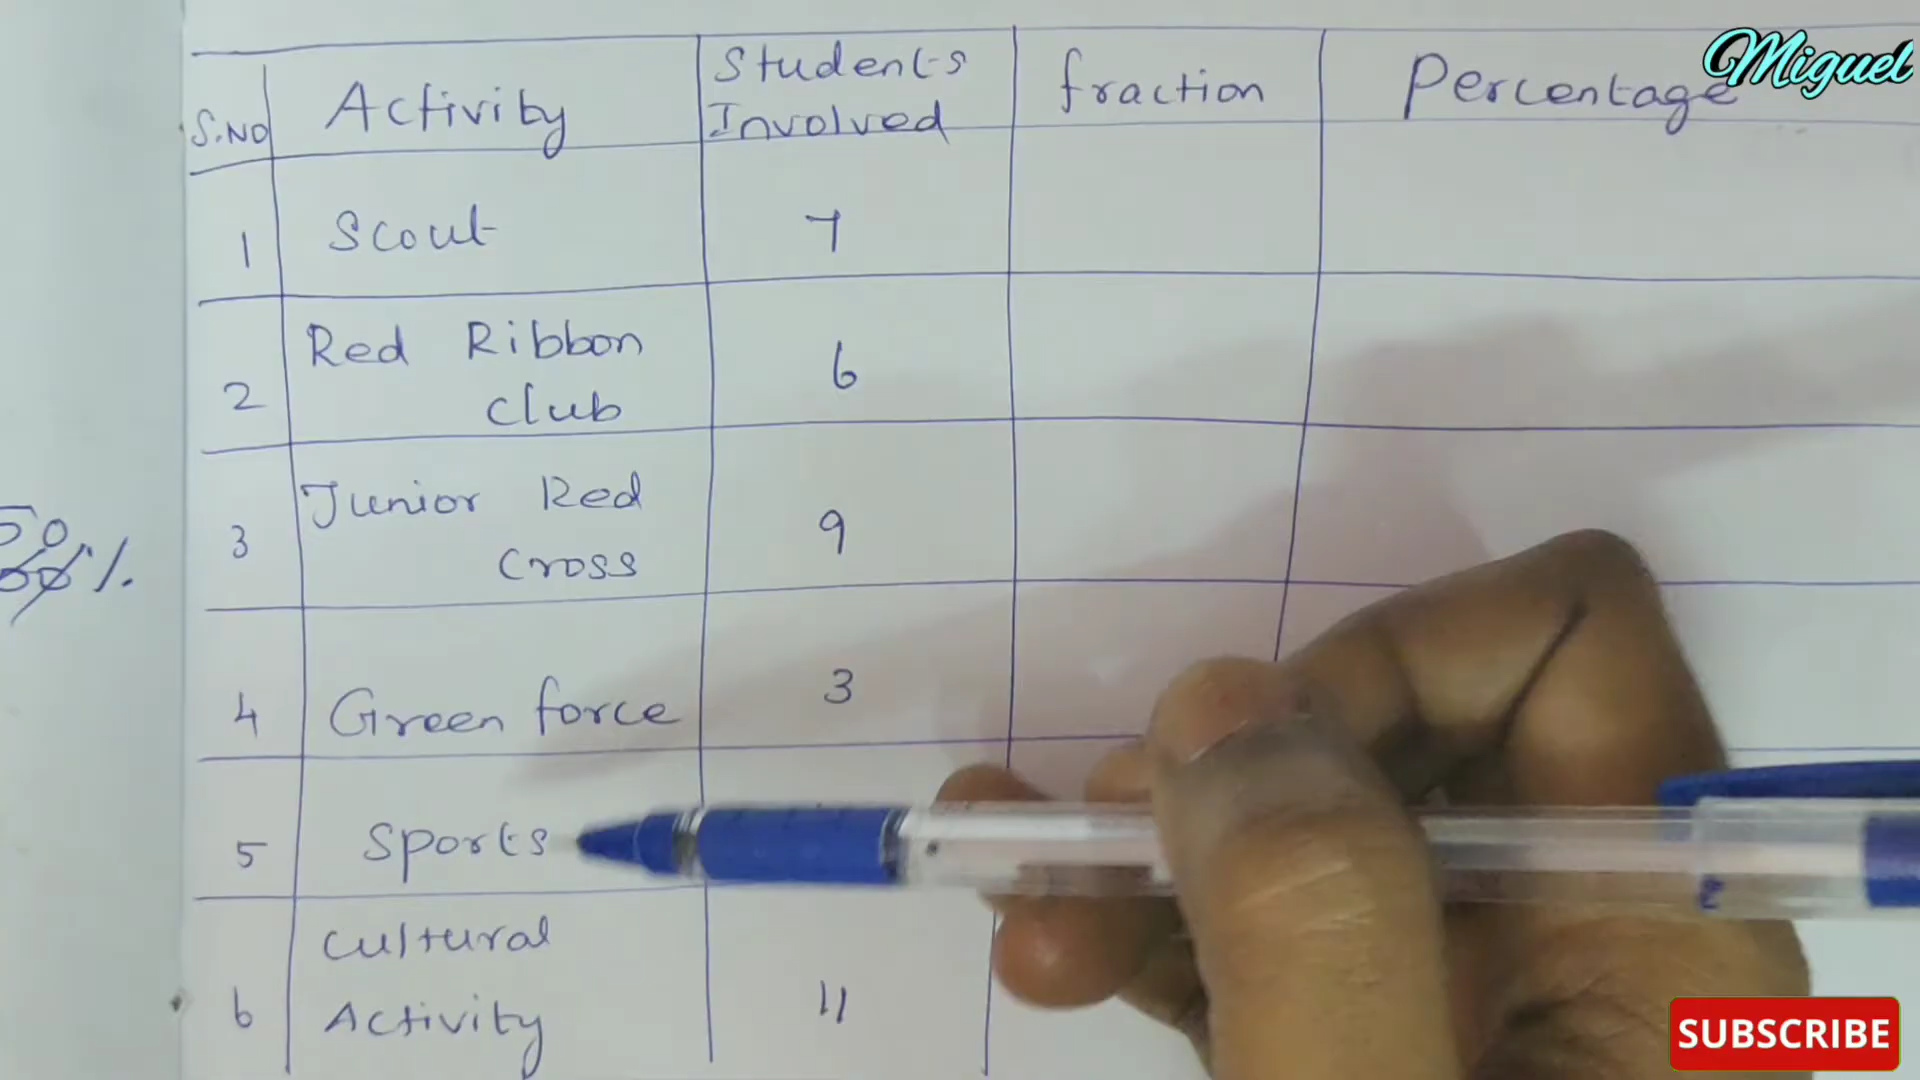 Miguel
S.NO Activity Students Involved fraction Percentage
1 Scout 7
2 Red Ribbon Club 6
3 Junior Red Cross 9
4 Green force 3
5 Sports
6 Cultural Activity 11
SUBSCRIBE